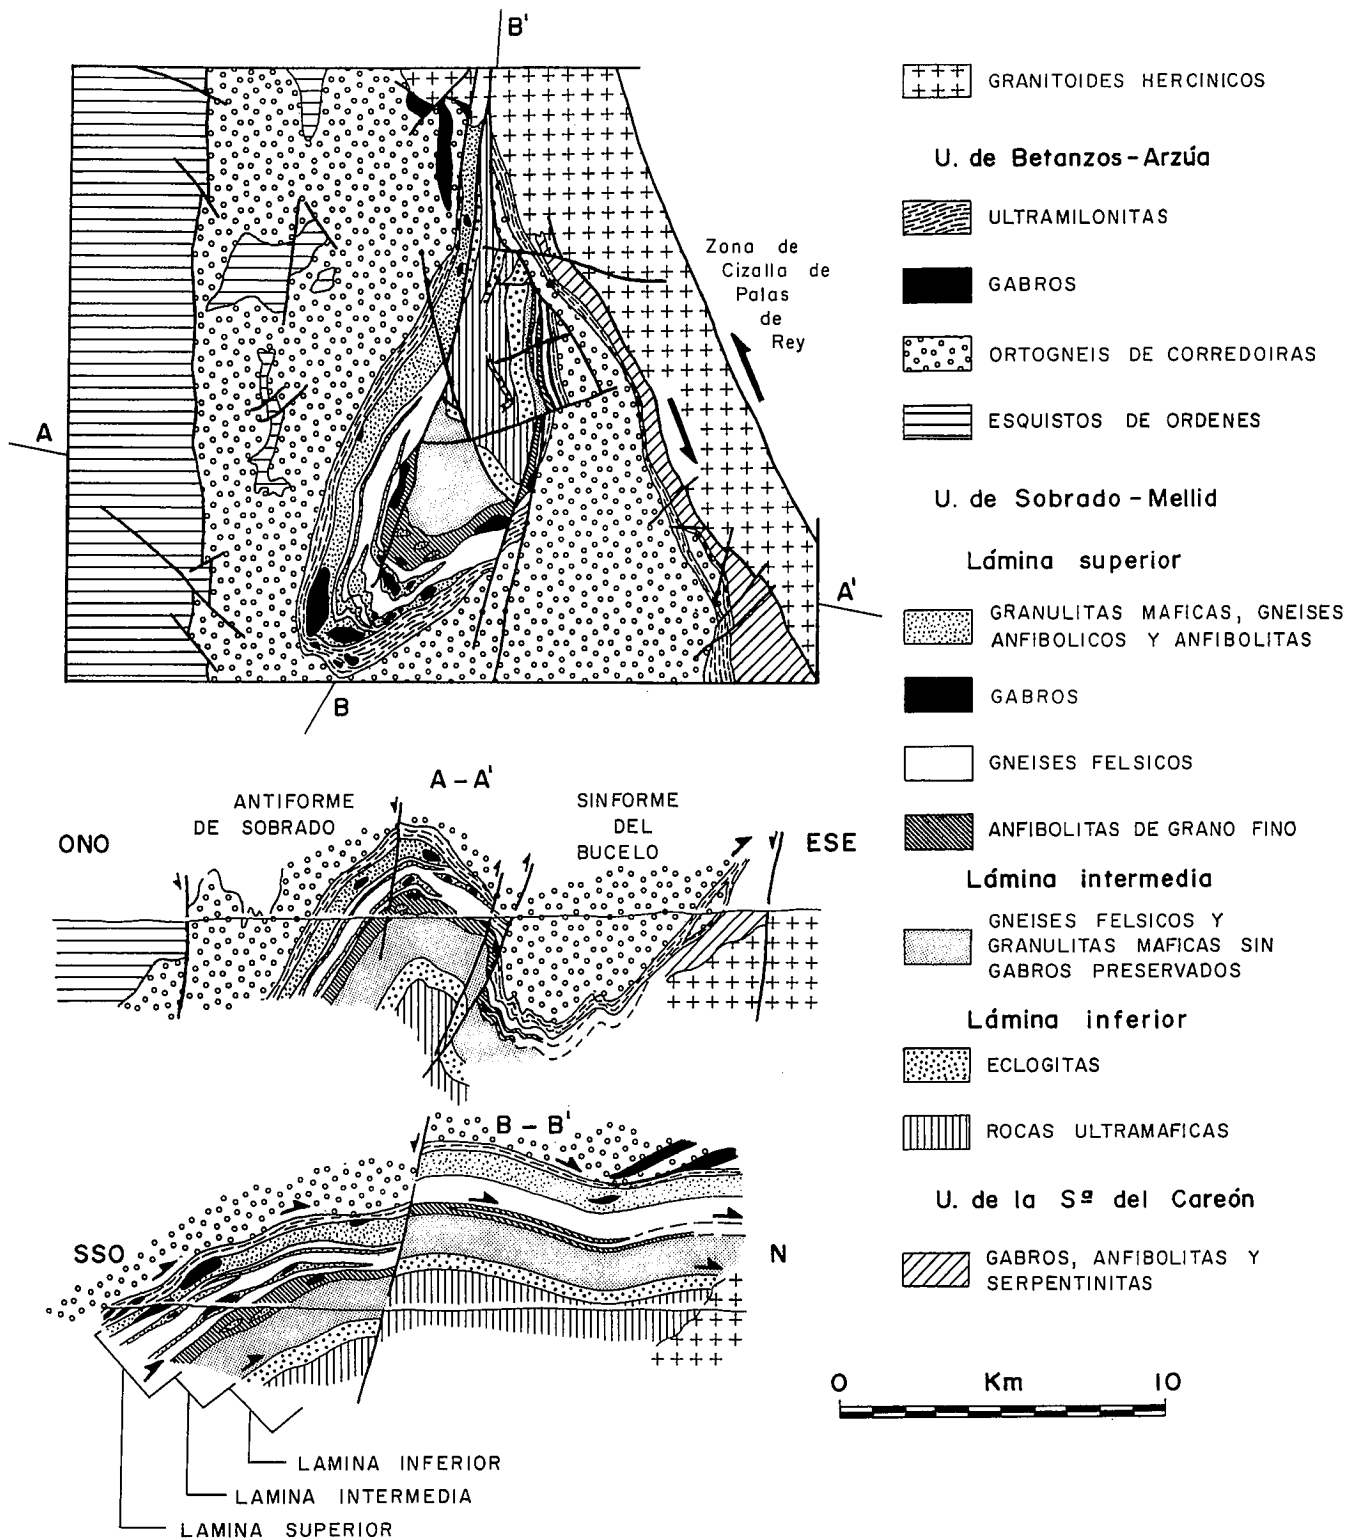 B'
Zona de
Cizalla de
Palas
de
Rey
A
A'
B
GRANITOIDES HERCINICOS
U. de Betanzos-Arzúa
ULTRAMILONITAS
GABROS
ORTOGNEIS DE CORREDOIRAS
ESQUISTOS DE ORDENES
U. de Sobrado-Mellid
Lámina superior
GRANULITAS MAFICAS, GNEISES
ANFIBOLICOS Y ANFIBOLITAS
GABROS
GNEISES FELSICOS
ANFIBOLITAS DE GRANO FINO
Lámina intermedia
GNEISES FELSICOS Y
GRANULITAS MAFICAS SIN
GABROS PRESERVADOS
Lámina inferior
ECLOGITAS
ROCAS ULTRAMAFICAS
U. de la Sª del Careón
GABROS, ANFIBOLITAS Y
SERPENTINITAS
A-A'
ANTIFORME
DE SOBRADO
SINFORME
DEL
BUCELO
ONO
ESE
B-B'
SSO
N
LAMINA INFERIOR
LAMINA INTERMEDIA
LAMINA SUPERIOR
0 Km 10